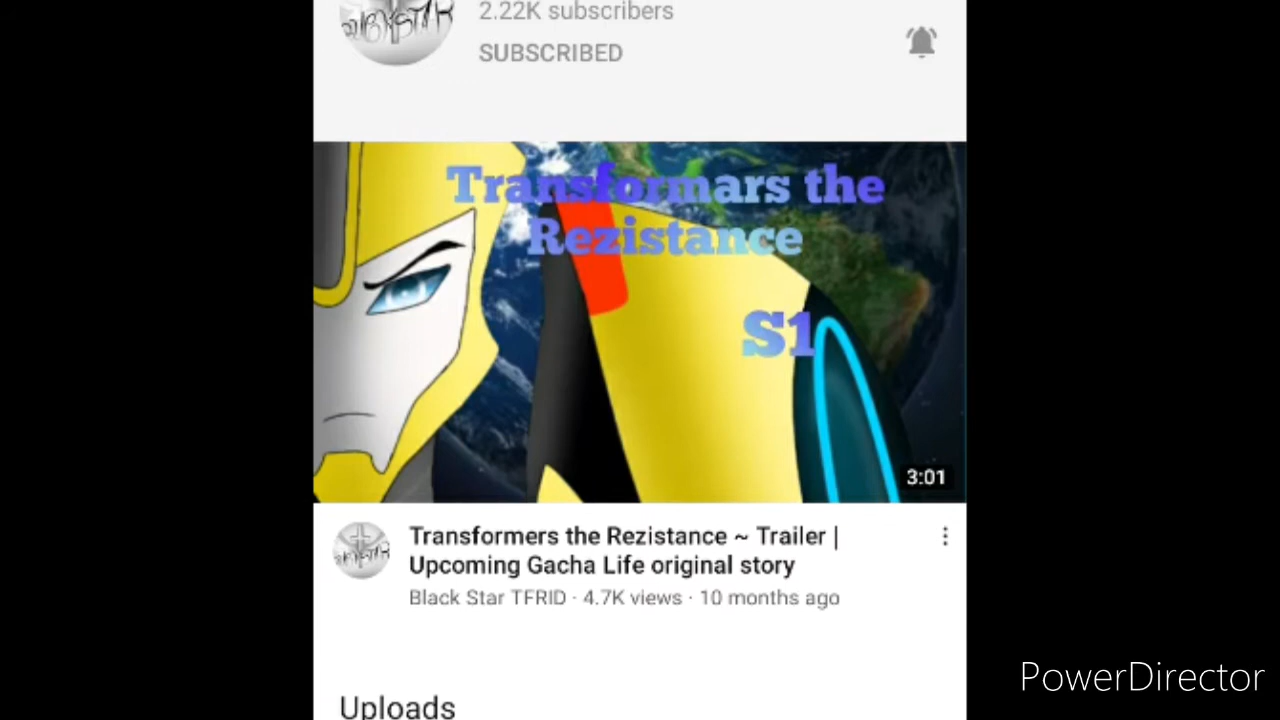 2.22K subscribers
SUBSCRIBED
Transformars the
Rezistance
S1
3:01
Transformers the Rezistance ~ Trailer |
Upcoming Gacha Life original story
Black Star TFRID · 4.7K views · 10 months ago
Uploads
PowerDirector